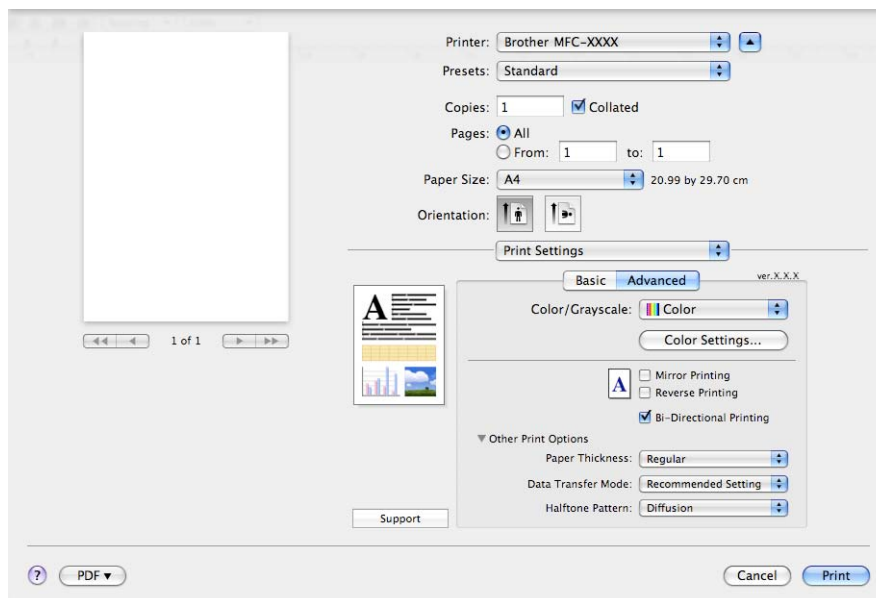 Printer: Brother MFC-XXXX
Presets: Standard
Copies: 1 Collated
Pages: All
From: 1 to: 1
Paper Size: A4 20.99 by 29.70 cm
Orientation:
Print Settings
Basic Advanced ver.X.X.X
A
Color/Grayscale: Color
1 of 1
Color Settings...
Mirror Printing
A
Reverse Printing
Bi-Directional Printing
Other Print Options
Paper Thickness: Regular
Data Transfer Mode: Recommended Setting
Halftone Pattern: Diffusion
Support
? PDF Cancel Print